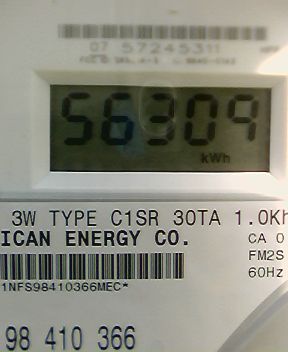 07 57245311
56309
kWh
3W TYPE C1SR 30TA 1.0Kh
ICAN ENERGY CO.
CA 0
FM2S
60Hz
1NFS98410366MEC*
98 410 366